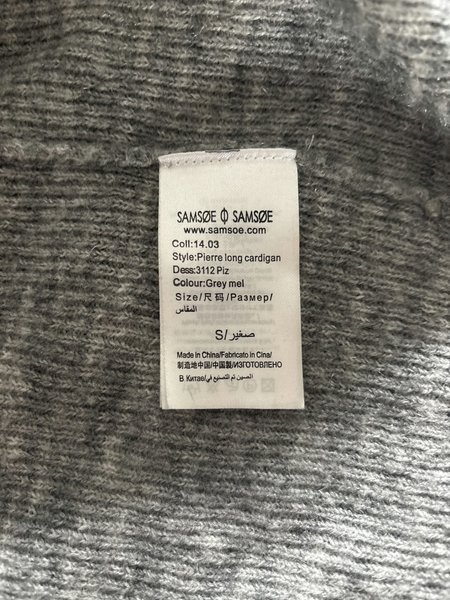 SAMSØE ϕ SAMSØE
www.samsoe.com
Coll:14.03
Style:Pierre long cardigan
Dess:3112 Piz
Colour:Grey mel
Size/尺码/Размер/
المقاس
S/صغير
Made in China/Fabricato in Cina/
制造地中国/中國製/ИЗГОТОВЛЕНО
В Китае/الصين تم التصنيع في